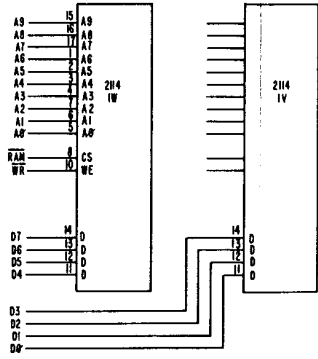 A9 15 A9
A8 16 A8
A7 17 A7
A6 1 A6
A5 2 A5 2114 2114
A4 3 A4 1W 1V
A3 4 A3
A2 7 A2
A1 6 A1
A0 5 A0
RAM 8 CS
WR 10 WE
D7 14 D 14 D
D6 13 D 13 D
D5 12 D 12 D
D4 11 D 11 D
D3
D2
D1
D0